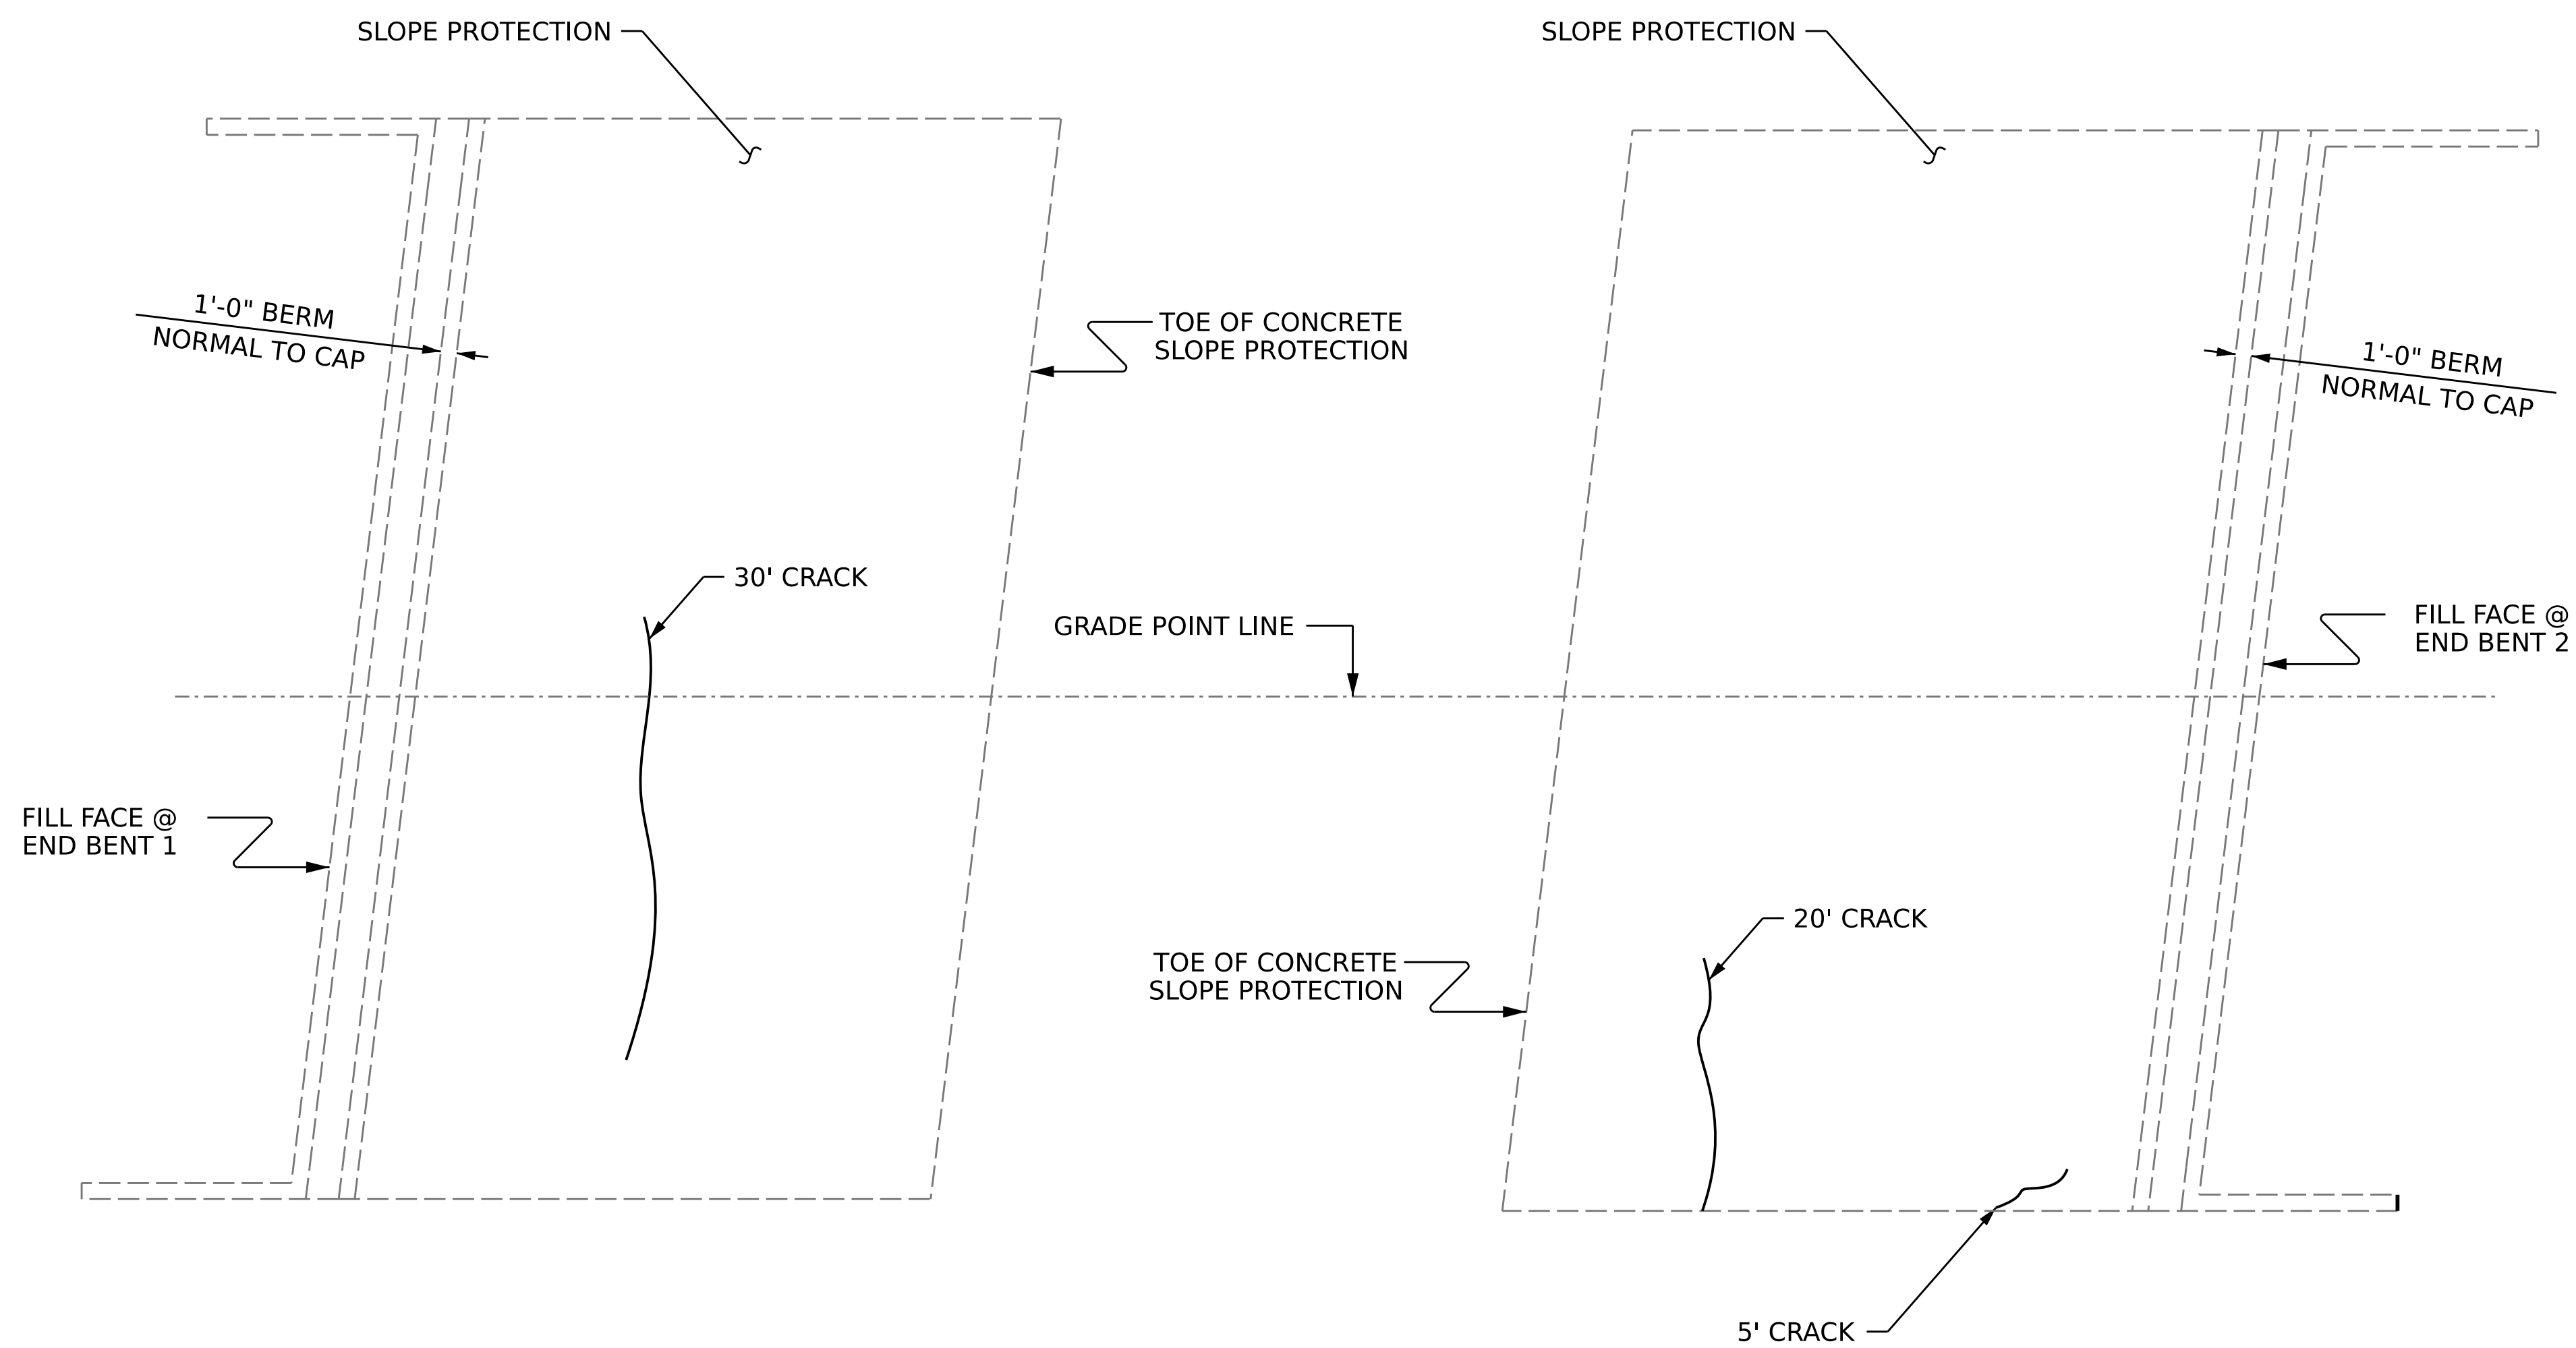 SLOPE PROTECTION
SLOPE PROTECTION
1'-0" BERM
NORMAL TO CAP
TOE OF CONCRETE
SLOPE PROTECTION
1'-0" BERM
NORMAL TO CAP
30' CRACK
GRADE POINT LINE
FILL FACE @
END BENT 2
FILL FACE @
END BENT 1
20' CRACK
TOE OF CONCRETE
SLOPE PROTECTION
5' CRACK